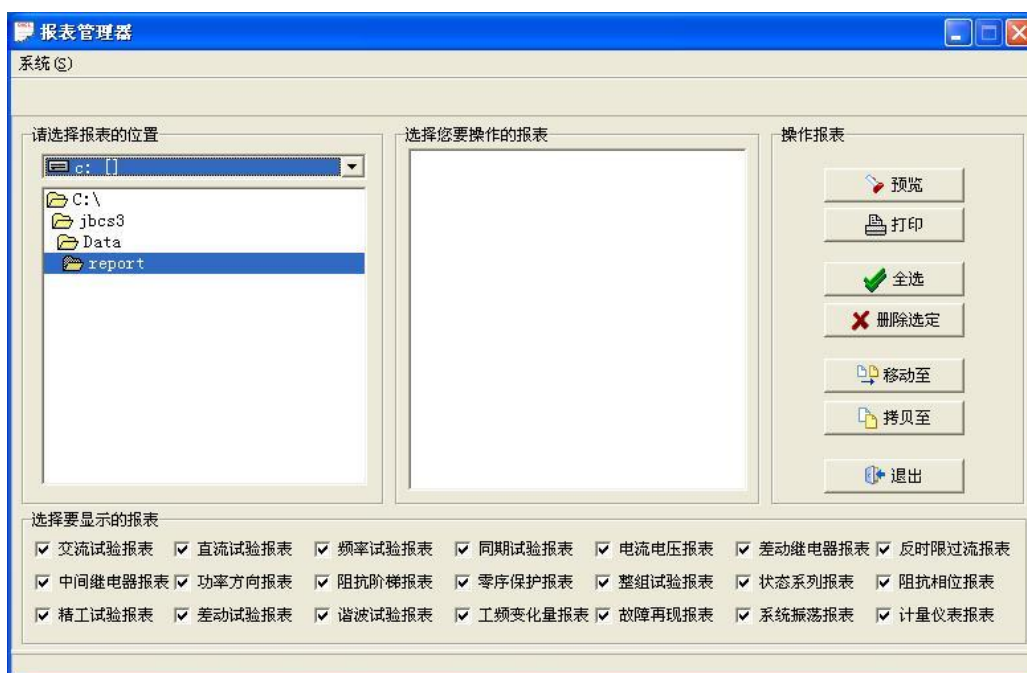 报表管理器
系统(S)
请选择报表的位置
选择您要操作的报表
操作报表
c: []
C:\
jbcs3
Data
report
预览
打印
全选
删除选定
移动至
拷贝至
退出
选择要显示的报表
交流试验报表 直流试验报表 频率试验报表 同期试验报表 电流电压报表 差动继电器报表 反时限过流报表
中间继电器报表 功率方向报表 阻抗阶梯报表 零序保护报表 整组试验报表 状态系列报表 阻抗相位报表
精工试验报表 差动试验报表 谐波试验报表 工频变化量报表 故障再现报表 系统振荡报表 计量仪表报表